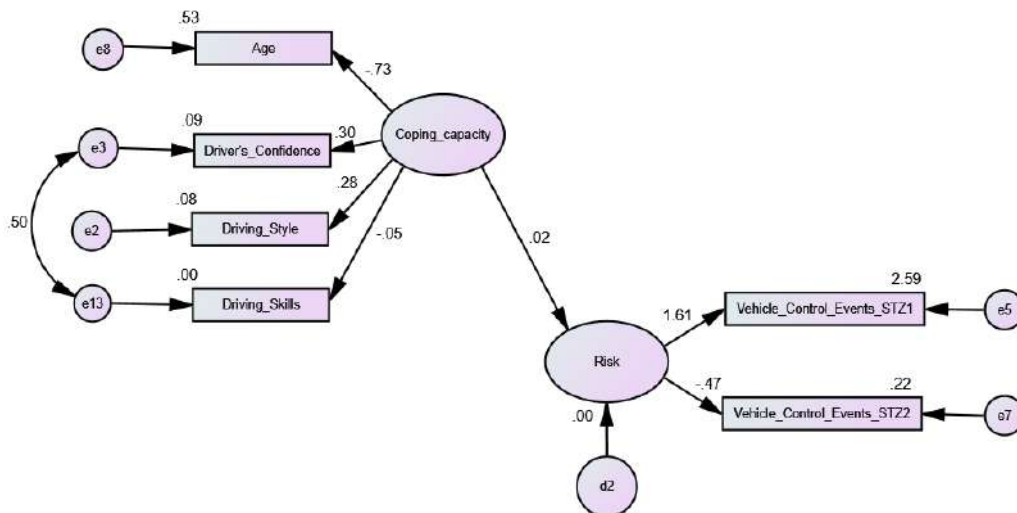 .53
e8
Age
-.73
.09
e3
Driver's_Confidence
.30
Coping_capacity
.50
.08
e2
Driving_Style
.28
-.05
.00
e13
Driving_Skills
.02
2.59
1.61
Vehicle_Control_Events_STZ1
e5
Risk
-.47
.22
.00
Vehicle_Control_Events_STZ2
e7
d2